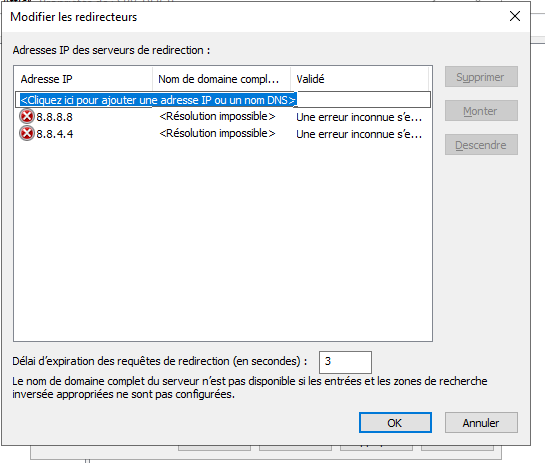 Modifier les redirecteurs
Adresses IP des serveurs de redirection :
Adresse IP Nom de domaine compl... Validé
<Cliquez ici pour ajouter une adresse IP ou un nom DNS>
8.8.8.8 <Résolution impossible> Une erreur inconnue s'e...
8.8.4.4 <Résolution impossible> Une erreur inconnue s'e...
Supprimer
Monter
Descendre
Délai d'expiration des requêtes de redirection (en secondes) : 3
Le nom de domaine complet du serveur n'est pas disponible si les entrées et les zones de recherche
inversée appropriées ne sont pas configurées.
OK Annuler